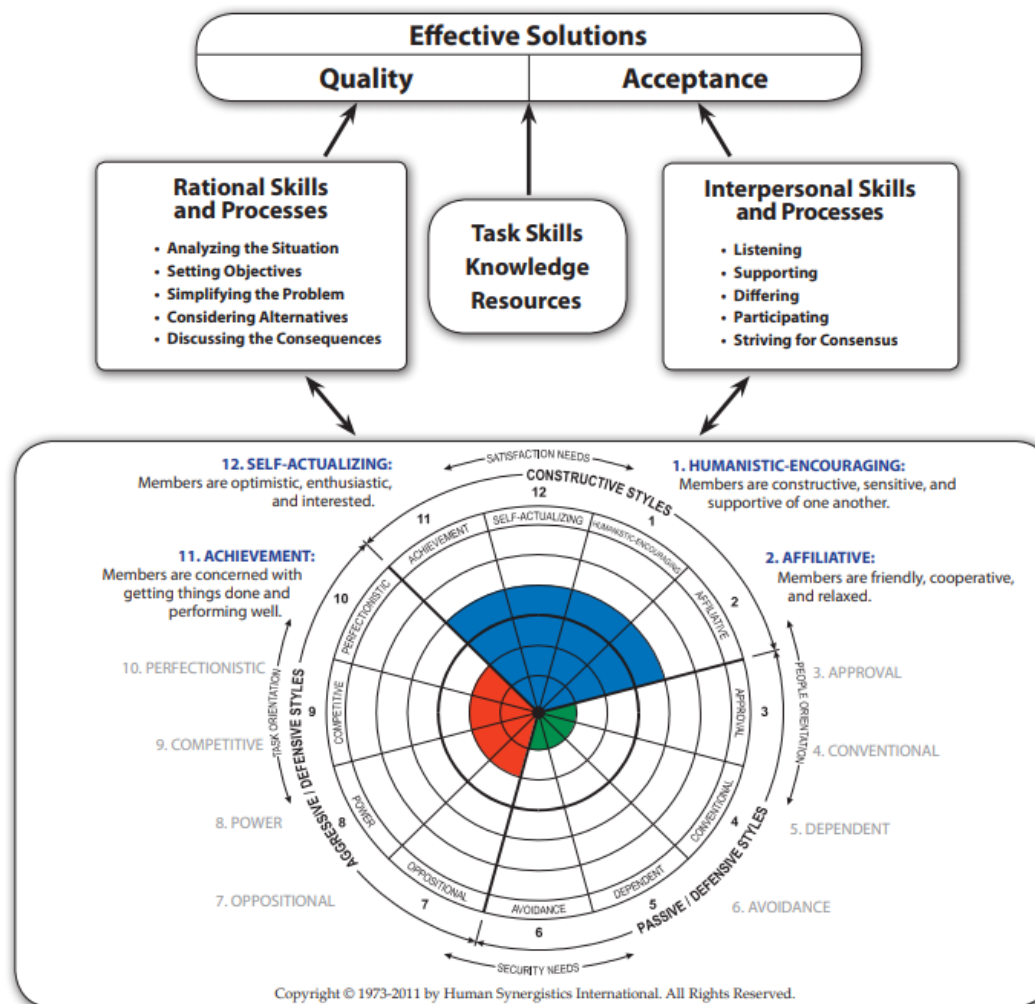 Effective Solutions
Quality
Acceptance
Rational Skills
and Processes
• Analyzing the Situation
• Setting Objectives
• Simplifying the Problem
• Considering Alternatives
• Discussing the Consequences
Task Skills
Knowledge
Resources
Interpersonal Skills
and Processes
• Listening
• Supporting
• Differing
• Participating
• Striving for Consensus
12. SELF-ACTUALIZING:
Members are optimistic, enthusiastic,
and interested.
11. ACHIEVEMENT:
Members are concerned with
getting things done and
performing well.
10. PERFECTIONISTIC
9. COMPETITIVE
8. POWER
7. OPPOSITIONAL
1. HUMANISTIC-ENCOURAGING:
Members are constructive, sensitive, and
supportive of one another.
2. AFFILIATIVE:
Members are friendly, cooperative,
and relaxed.
3. APPROVAL
4. CONVENTIONAL
5. DEPENDENT
6. AVOIDANCE
SATISFACTION NEEDS
CONSTRUCTIVE STYLES
PEOPLE ORIENTATION
PASSIVE / DEFENSIVE STYLES
SECURITY NEEDS
AGGRESSIVE / DEFENSIVE STYLES
TASK ORIENTATION
12
SELF-ACTUALIZING
1
HUMANISTIC-ENCOURAGING
2
AFFILIATIVE
3
APPROVAL
4
CONVENTIONAL
5
DEPENDENT
6
AVOIDANCE
7
OPPOSITIONAL
8
POWER
9
COMPETITIVE
10
PERFECTIONISTIC
11
ACHIEVEMENT
Copyright © 1973-2011 by Human Synergistics International. All Rights Reserved.